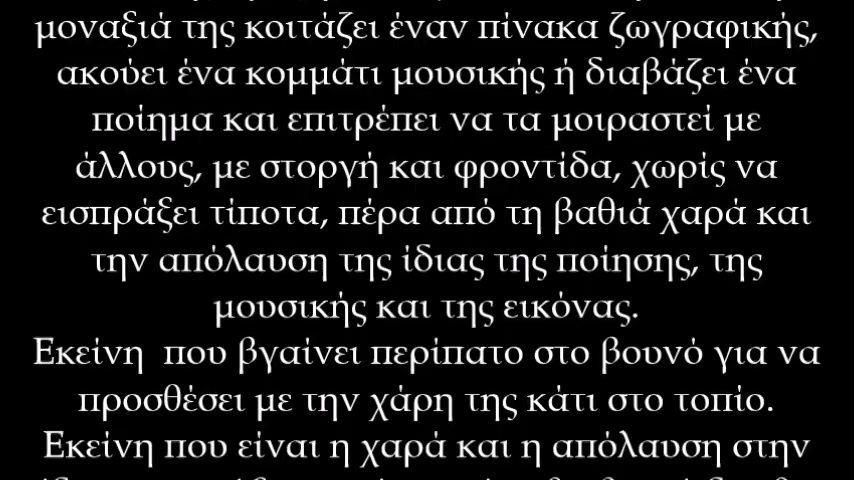 μοναξιά της κοιτάζει έναν πίνακα ζωγραφικής,
ακούει ένα κομμάτι μουσικής ή διαβάζει ένα
ποίημα και επιτρέπει να τα μοιραστεί με
άλλους, με στοργή και φροντίδα, χωρίς να
εισπράξει τίποτα, πέρα από τη βαθιά χαρά και
την απόλαυση της ίδιας της ποίησης, της
μουσικής και της εικόνας.
Εκείνη που βγαίνει περίπατο στο βουνό για να
προσθέσει με την χάρη της κάτι στο τοπίο.
Εκείνη που είναι η χαρά και η απόλαυση στην